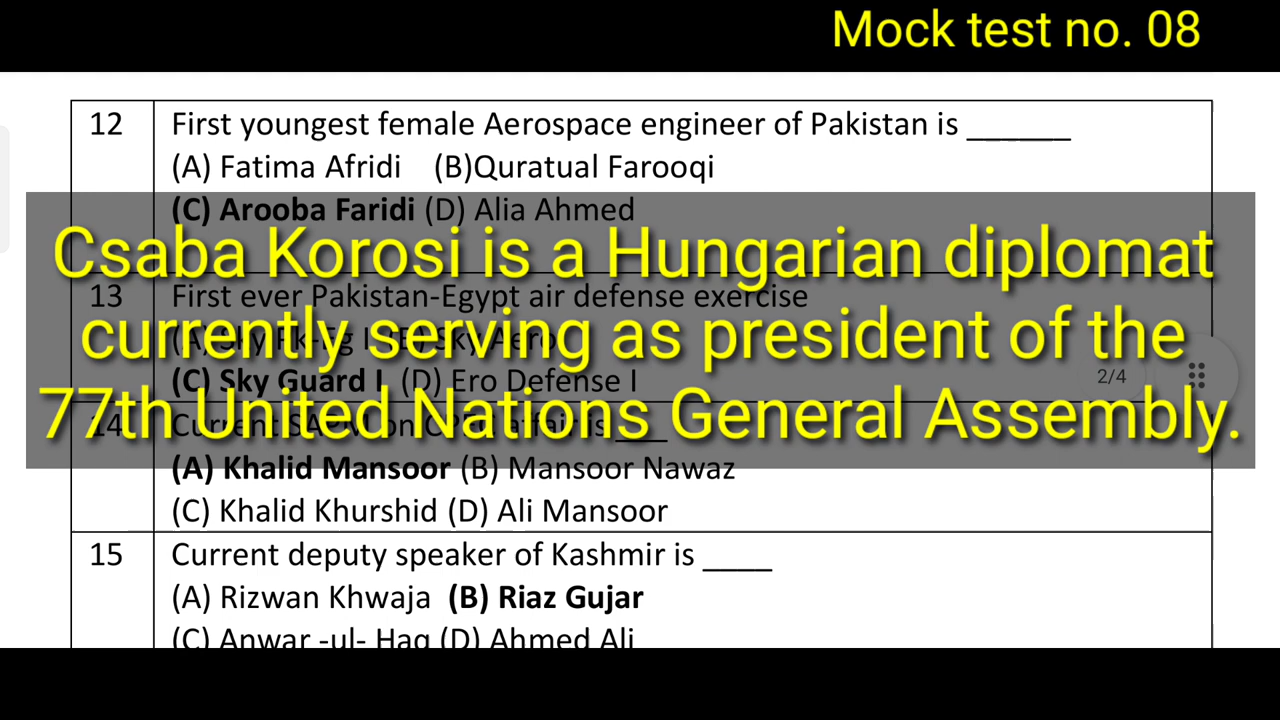 Mock test no. 08
12 First youngest female Aerospace engineer of Pakistan is ______
(A) Fatima Afridi (B)Quratual Farooqi
(C) Arooba Faridi (D) Alia Ahmed
Csaba Korosi is a Hungarian diplomat
13 First ever Pakistan-Egypt air defense exercise
currently serving as president of the
(C) Sky Guard I (D) Ero Defense I
2/4
77th United Nations General Assembly.
14 Current
(A) Khalid Mansoor (B) Mansoor Nawaz
(C) Khalid Khurshid (D) Ali Mansoor
15 Current deputy speaker of Kashmir is ____
(A) Rizwan Khwaja (B) Riaz Gujar
(C) Anwar -ul- Haq (D) Ahmed Ali